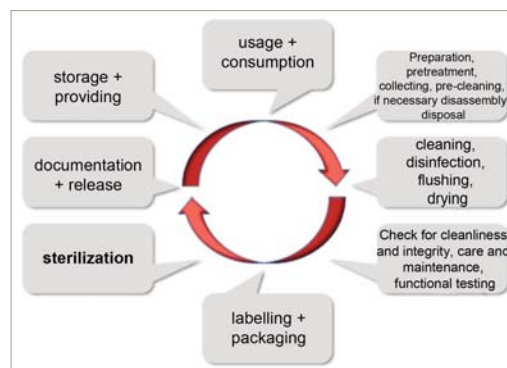 usage +
consumption
Preparation,
pretreatment,
collecting, pre-cleaning,
if necessary disassembly
disposal
cleaning,
disinfection,
flushing,
drying
Check for cleanliness
and integrity, care and
maintenance,
functional testing
labelling +
packaging
sterilization
documentation
+ release
storage +
providing